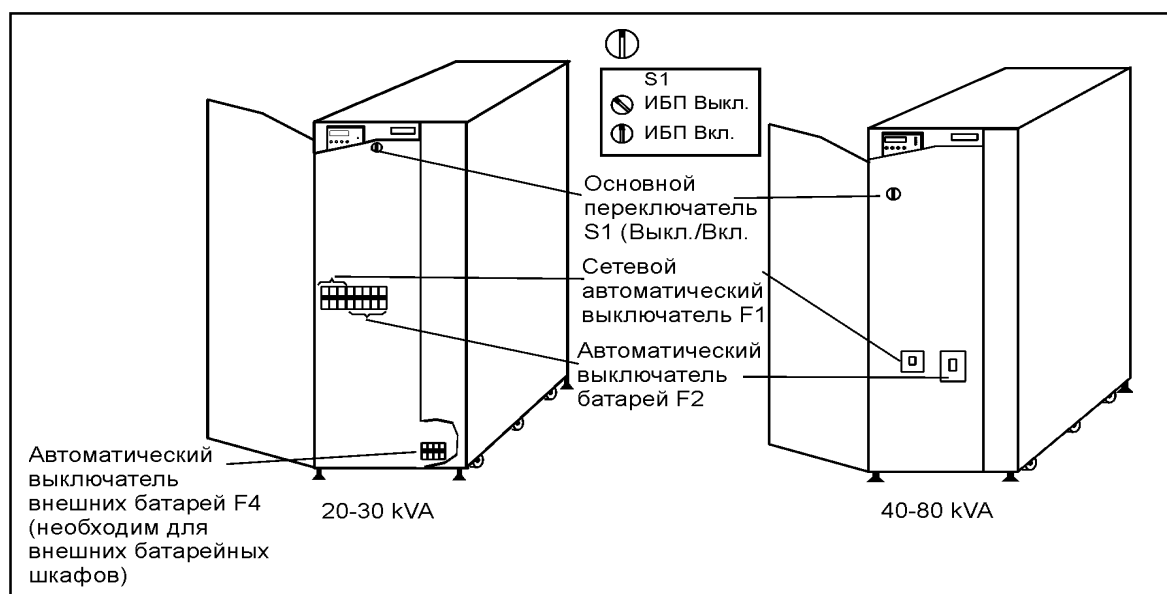 S1
ИБП Выкл.
ИБП Вкл.
Основной
переключатель
S1 (Выкл./Вкл.
Сетевой
автоматический
выключатель F1
Автоматический
выключатель
батарей F2
Автоматический
выключатель
внешних батарей F4
(необходим для
внешних батарейных
шкафов)
20-30 kVA
40-80 kVA